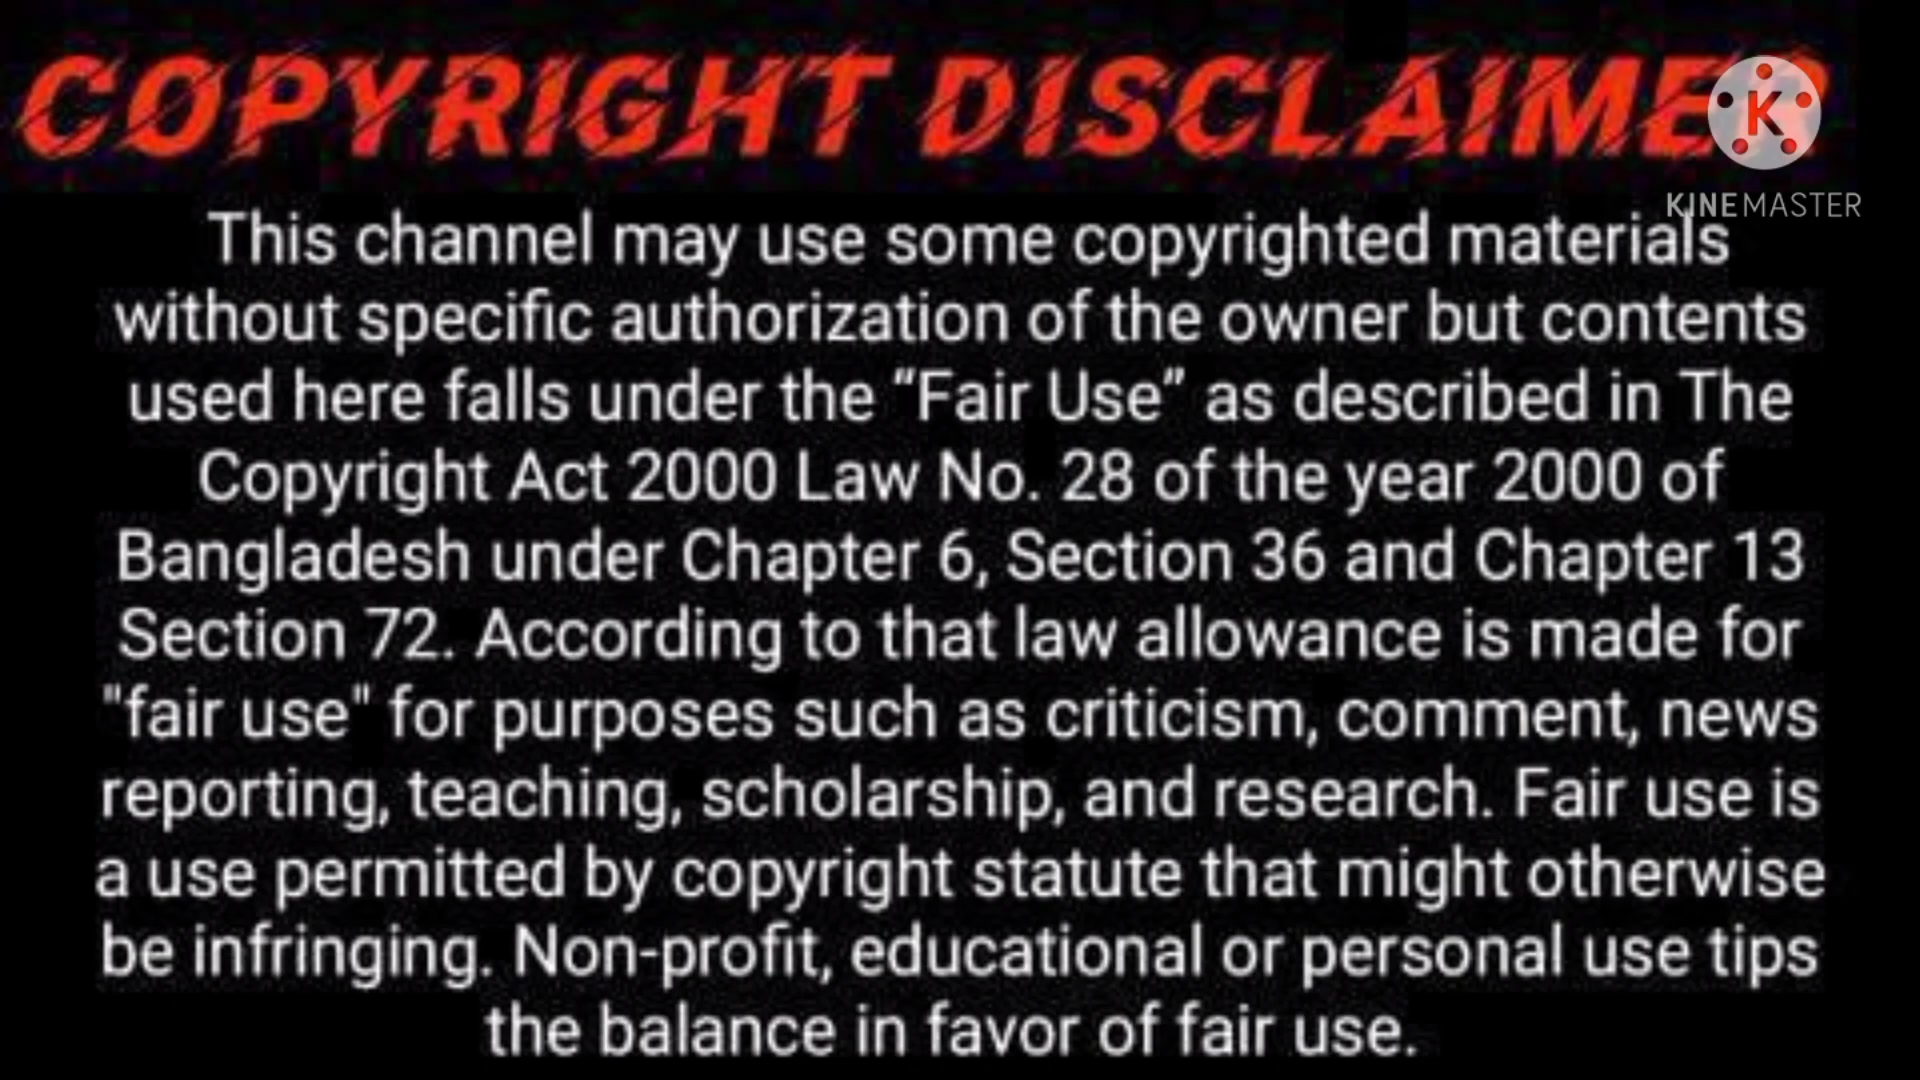 COPYRIGHT DISCLAIMER
K
KINEMASTER
This channel may use some copyrighted materials
without specific authorization of the owner but contents
used here falls under the “Fair Use” as described in The
Copyright Act 2000 Law No. 28 of the year 2000 of
Bangladesh under Chapter 6, Section 36 and Chapter 13
Section 72. According to that law allowance is made for
"fair use" for purposes such as criticism, comment, news
reporting, teaching, scholarship, and research. Fair use is
a use permitted by copyright statute that might otherwise
be infringing. Non-profit, educational or personal use tips
the balance in favor of fair use.